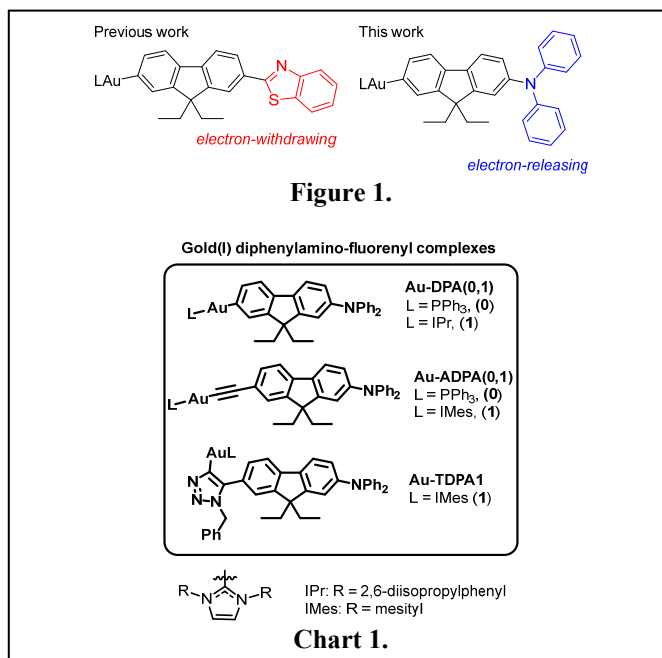 Previous work
This work
LAu
N
S
LAu
N
electron-withdrawing
electron-releasing
Figure 1.
Gold(I) diphenylamino-fluorenyl complexes
L
Au
NPh2
Au-DPA(0,1)
L = PPh3, (0)
L = IPr, (1)
L
Au
NPh2
Au-ADPA(0,1)
L = PPh3, (0)
L = IMes, (1)
AuL
N
N
N
Ph
NPh2
Au-TDPA1
L = IMes (1)
R
N
N
R
IPr: R = 2,6-diisopropylphenyl
IMes: R = mesityl
Chart 1.